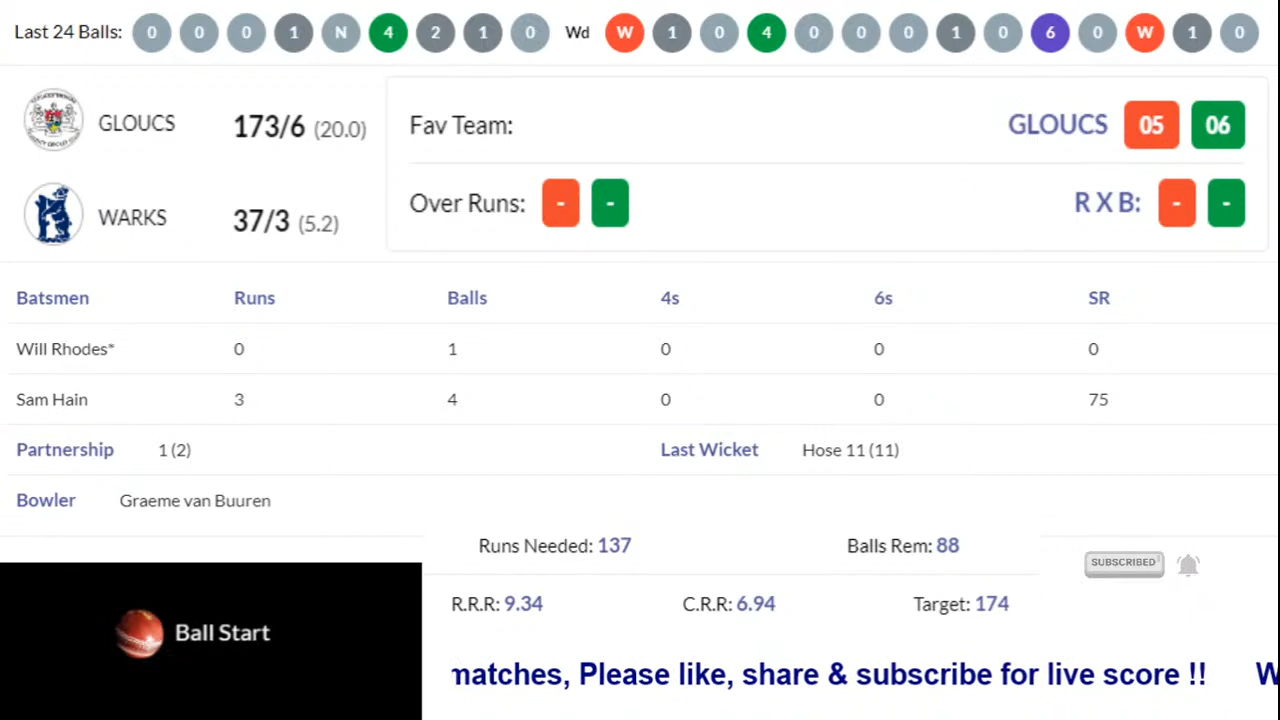 Last 24 Balls: 0 0 0 1 N 4 2 1 0 Wd W 1 0 4 0 0 0 1 0 6 0 W 1 0
GLOUCS 173/6 (20.0)
Fav Team: GLOUCS 05 06
WARKS 37/3 (5.2)
Over Runs: - - R X B: - -
Batsmen Runs Balls 4s 6s SR
Will Rhodes* 0 1 0 0 0
Sam Hain 3 4 0 0 75
Partnership 1 (2) Last Wicket Hose 11 (11)
Bowler Graeme van Buuren
Runs Needed: 137 Balls Rem: 88
SUBSCRIBED
R.R.R: 9.34 C.R.R: 6.94 Target: 174
Ball Start
matches, Please like, share & subscribe for live score !! W